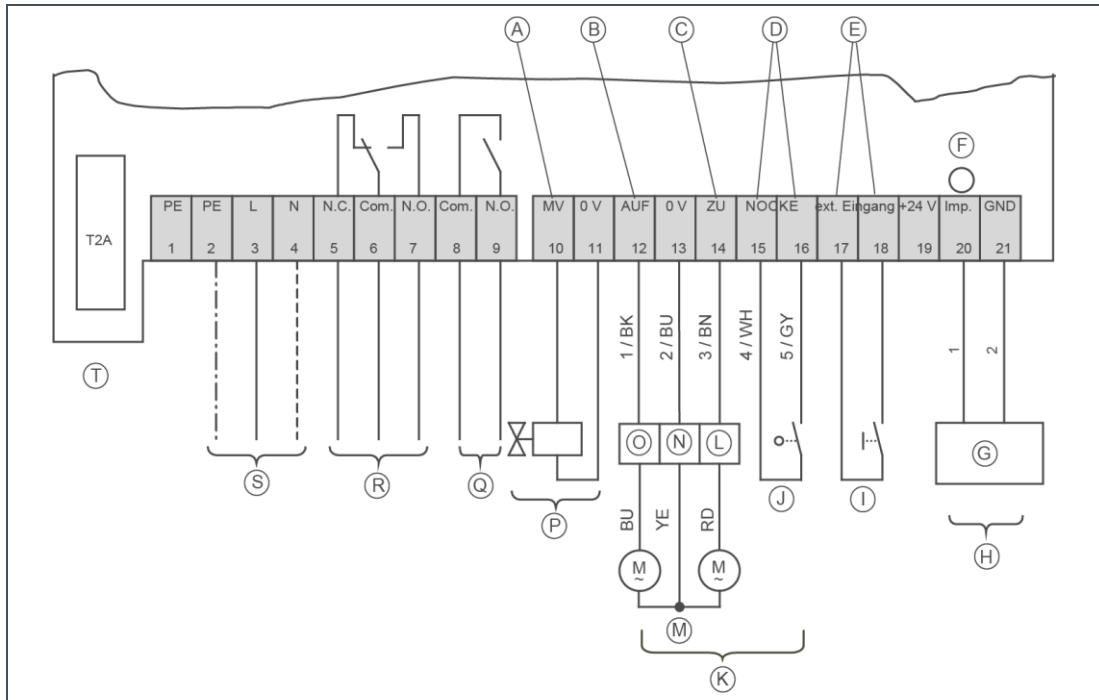 A B C D E
F
T2A
PE PE L N N.C. Com. N.O. Com. N.O. MV 0 V AUF 0 V ZU NOCKE ext. Eingang +24 V Imp. GND
1 2 3 4 5 6 7 8 9 10 11 12 13 14 15 16 17 18 19 20 21
1 / BK 2 / BU 3 / BN 4 / WH 5 / GY 1 2
T
O N L G
S R Q P J I H
BU YE RD
M ~ M ~
M
K